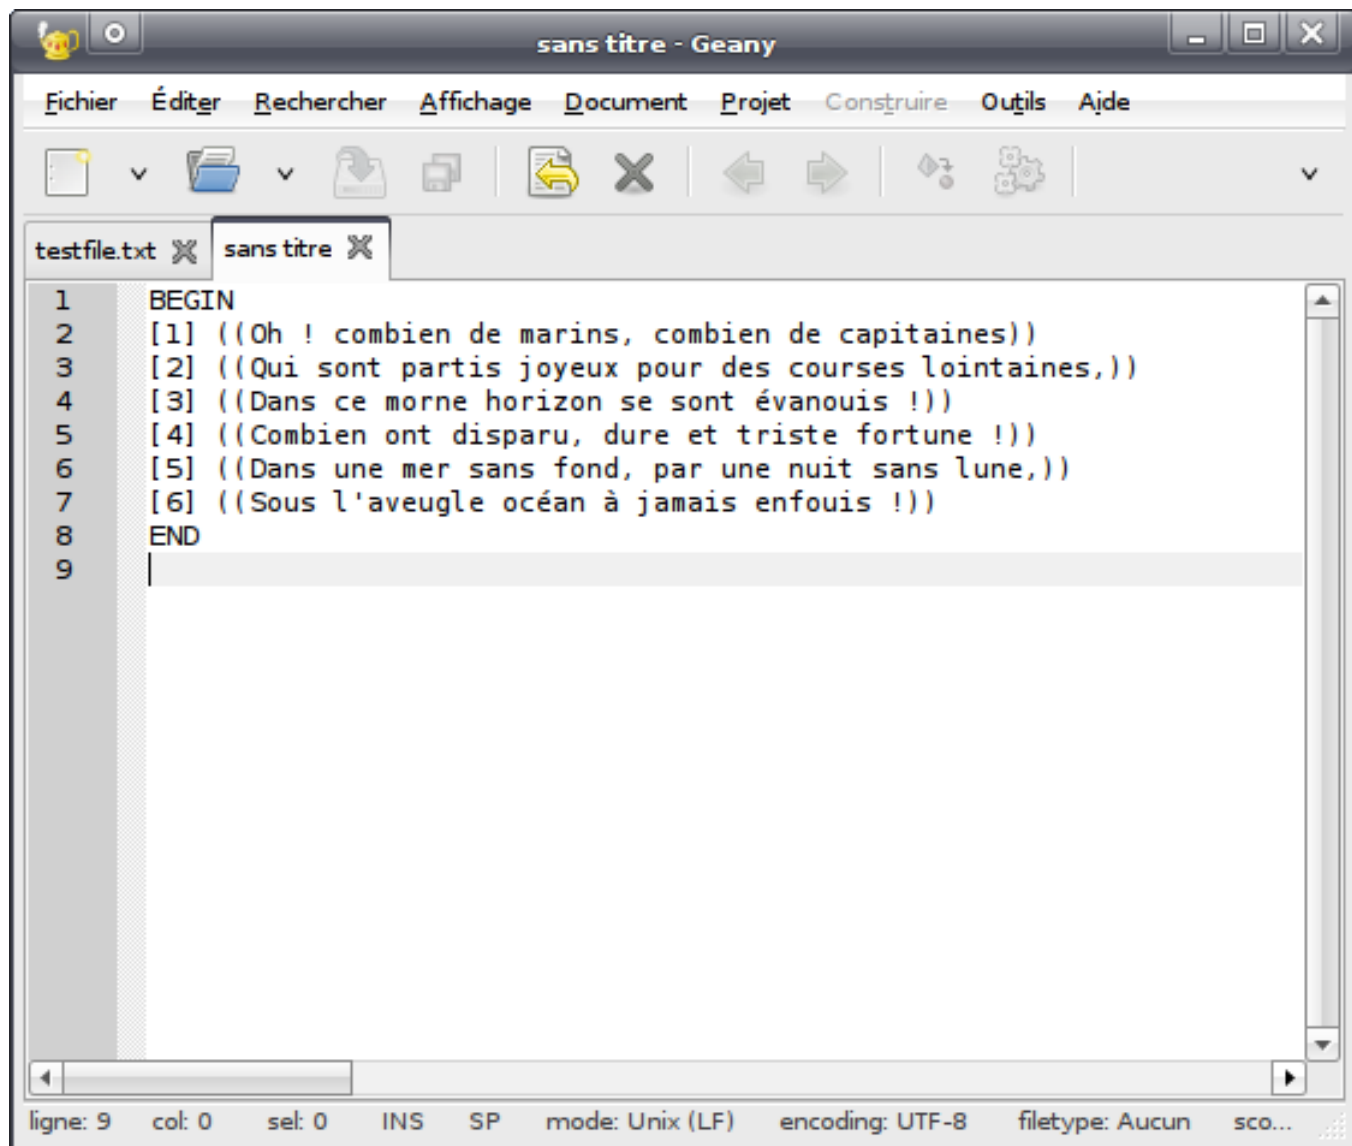 sans titre - Geany
Fichier Éditer Rechercher Affichage Document Projet Construire Outils Aide
testfile.txt sans titre
1 BEGIN
2 [1] ((Oh ! combien de marins, combien de capitaines))
3 [2] ((Qui sont partis joyeux pour des courses lointaines,))
4 [3] ((Dans ce morne horizon se sont évanouis !))
5 [4] ((Combien ont disparu, dure et triste fortune !))
6 [5] ((Dans une mer sans fond, par une nuit sans lune,))
7 [6] ((Sous l'aveugle océan à jamais enfouis !))
8 END
9
ligne: 9 col: 0 sel: 0 INS SP mode: Unix (LF) encoding: UTF-8 filetype: Aucun sco...